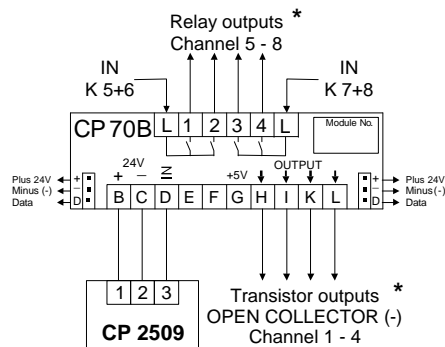 Relay outputs *
Channel 5 - 8
IN
K 5+6
IN
K 7+8
CP 70B
L 1 2 3 4 L
Module No.
24V
+5V
OUTPUT
Plus 24V
Minus (-)
Data
+
–
D
+ – IN
B C D E F G H I K L
+
–
D
Plus 24V
Minus (-)
Data
1 2 3
CP 2509
Transistor outputs *
OPEN COLLECTOR (-)
Channel 1 - 4